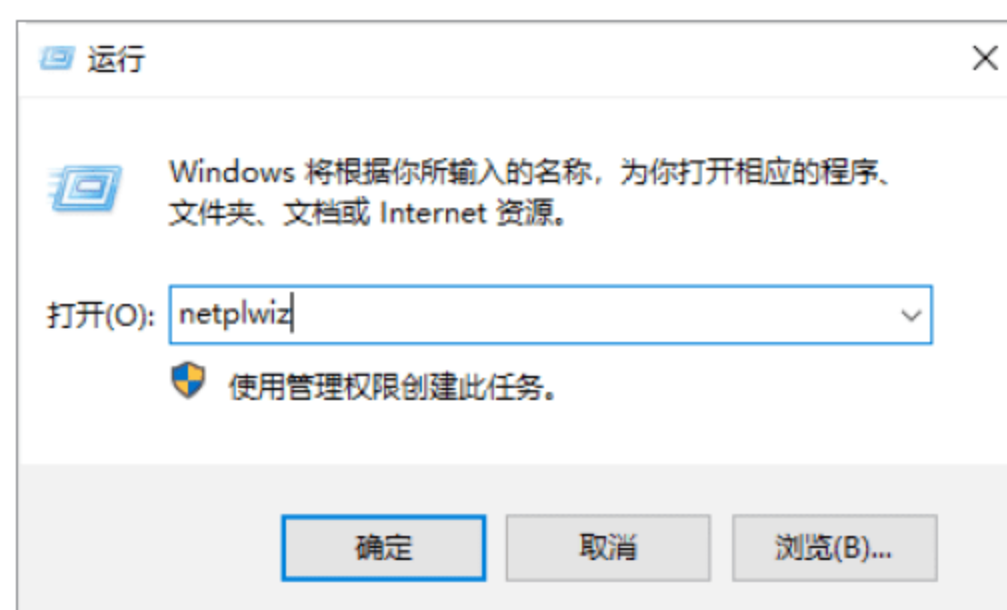 运行
Windows 将根据你所输入的名称，为你打开相应的程序、
文件夹、文档或 Internet 资源。
打开(O): netplwiz
使用管理权限创建此任务。
确定 取消 浏览(B)...